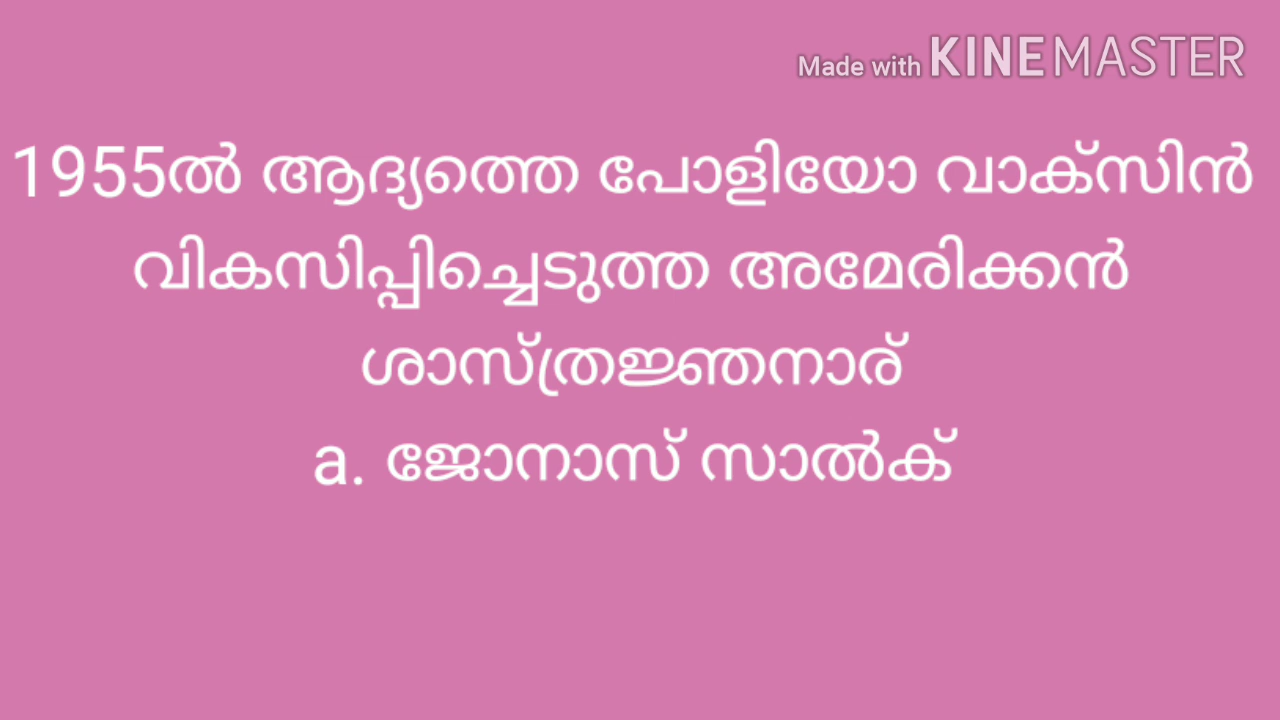 Made with KINEMASTER
1955ൽ ആദ്യത്തെ പോളിയോ വാക്സിൻ
വികസിപ്പിച്ചെടുത്ത അമേരിക്കൻ
ശാസ്ത്രജ്ഞനാര്
a. ജോനാസ് സാൽക്